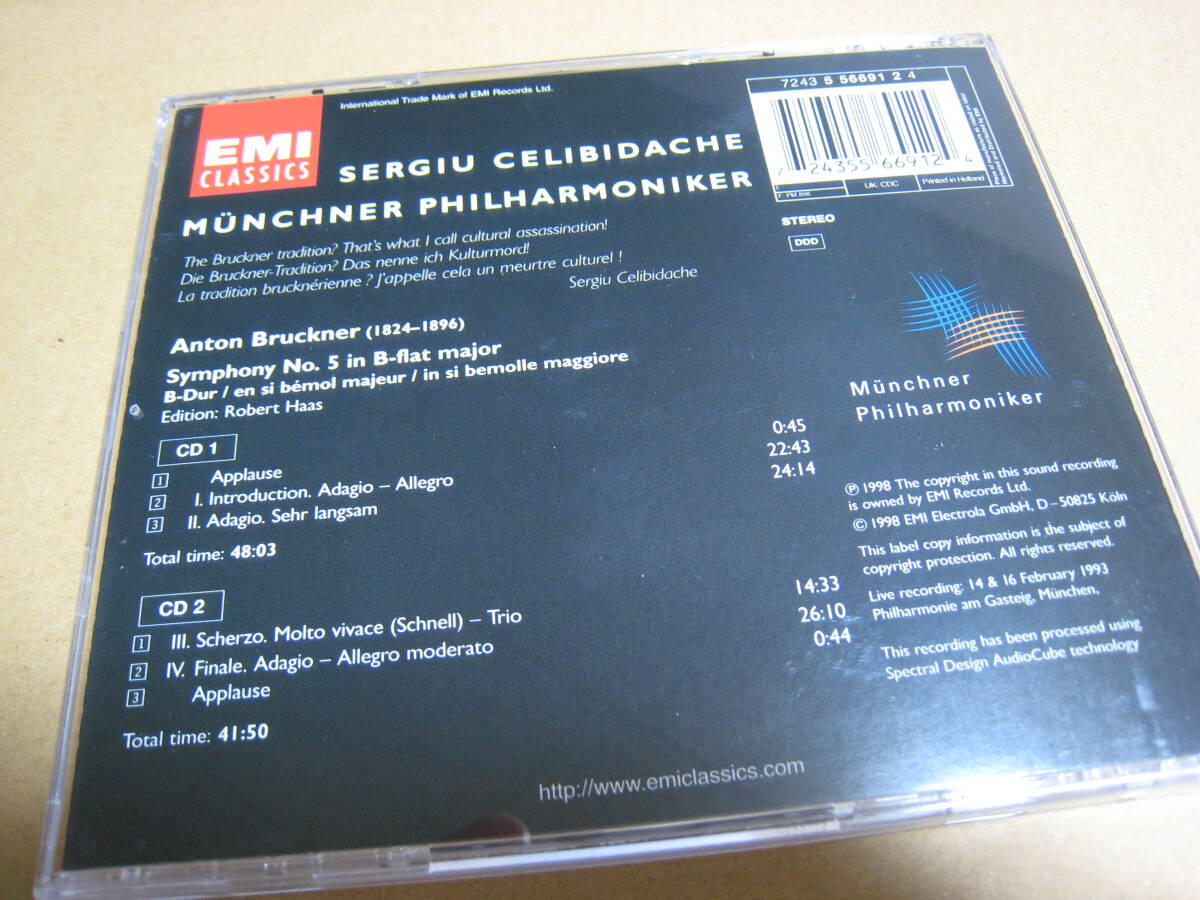 International Trade Mark of EMI Records Ltd.
EMI
CLASSICS
SERGIU CELIBIDACHE
MÜNCHNER PHILHARMONIKER
The Bruckner tradition? That's what I call cultural assassination!
Die Bruckner-Tradition? Das nenne ich Kulturmord!
La tradition brucknérienne ? J'appelle cela un meurtre culturel !
Sergiu Celibidache
Anton Bruckner (1824–1896)
Symphony No. 5 in B-flat major
B-Dur / en si bémol majeur / in si bemolle maggiore
Edition: Robert Haas
CD 1
1 Applause 0:45
2 I. Introduction. Adagio – Allegro 22:43
3 II. Adagio. Sehr langsam 24:14
Total time: 48:03
CD 2
1 III. Scherzo. Molto vivace (Schnell) – Trio 14:33
2 IV. Finale. Adagio – Allegro moderato 26:10
3 Applause 0:44
Total time: 41:50
7243 5 56691 2 4
7 24355 66912 4
UK: CDC
Printed in Holland
STEREO
DDD
Münchner
Philharmoniker
℗ 1998 The copyright in this sound recording
is owned by EMI Records Ltd.
© 1998 EMI Electrola GmbH, D – 50825 Köln
This label copy information is the subject of
copyright protection. All rights reserved.
Live recording: 14 & 16 February 1993
Philharmonie am Gasteig, München,
This recording has been processed using
Spectral Design AudioCube technology
http://www.emiclassics.com